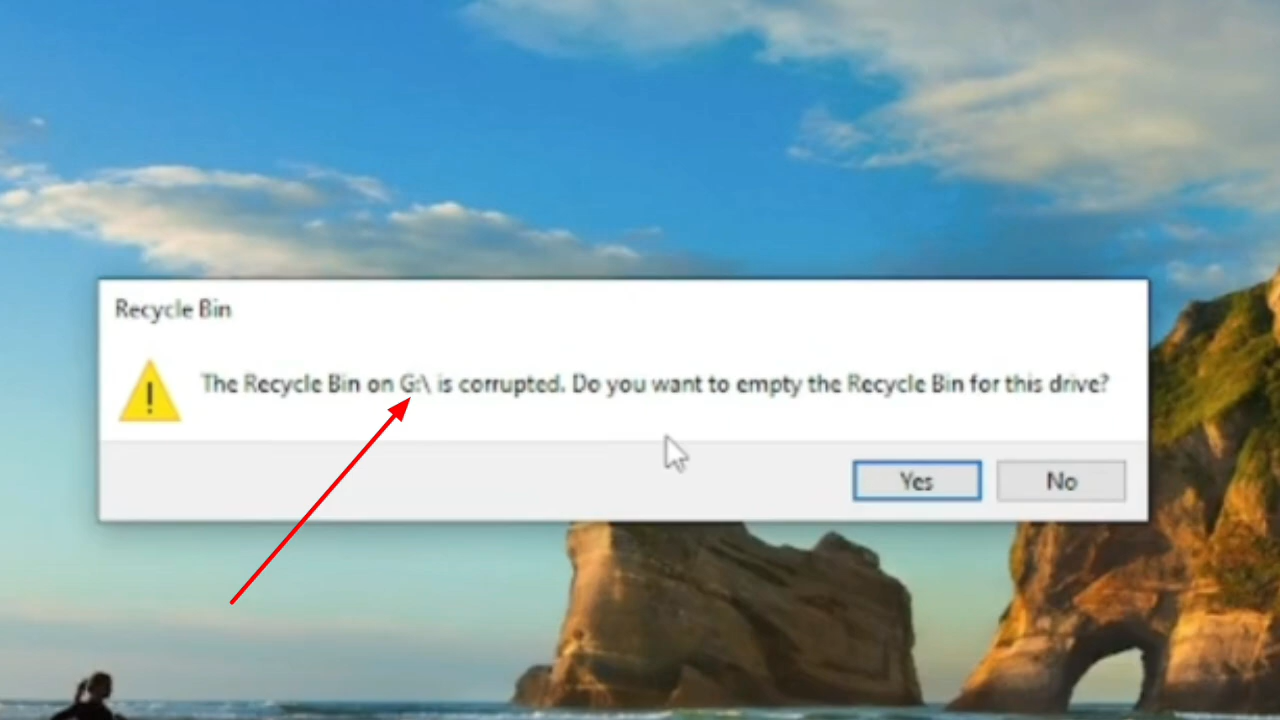 Recycle Bin
The Recycle Bin on G:\ is corrupted. Do you want to empty the Recycle Bin for this drive?
Yes
No